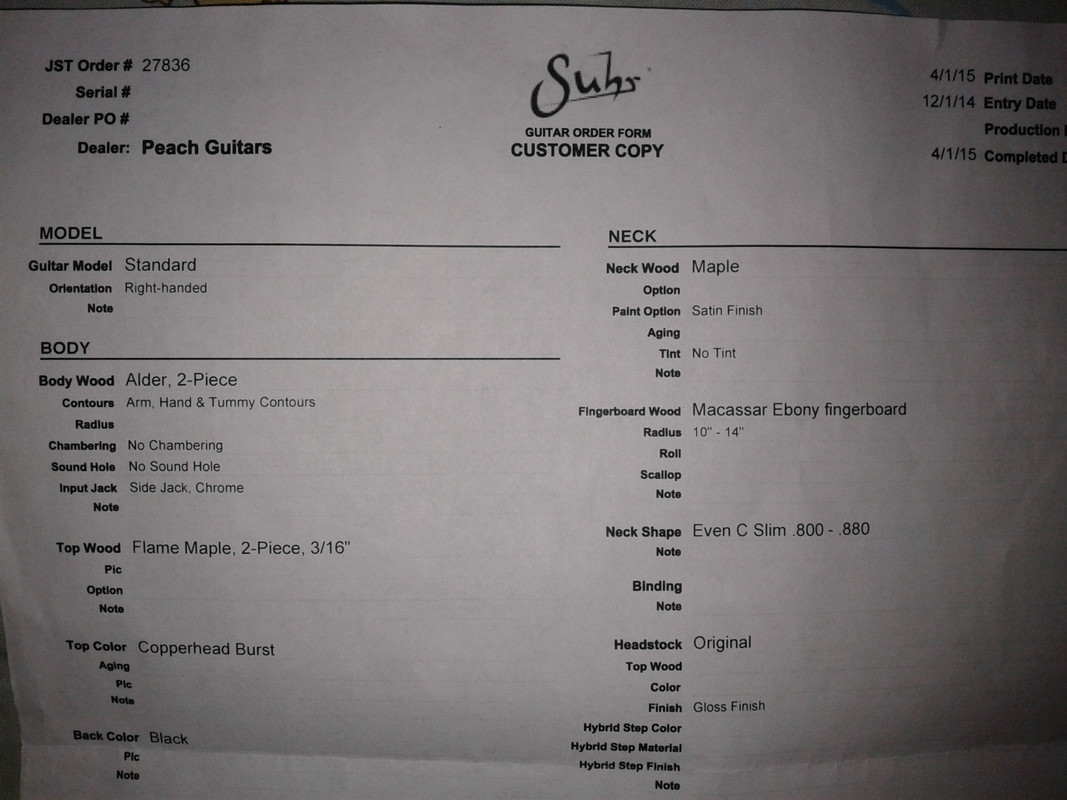 JST Order # 27836
Serial #
Dealer PO #
Dealer: Peach Guitars
Suhr
GUITAR ORDER FORM
CUSTOMER COPY
4/1/15 Print Date
12/1/14 Entry Date
Production
4/1/15 Completed
MODEL
Guitar Model Standard
Orientation Right-handed
Note
BODY
Body Wood Alder, 2-Piece
Contours Arm, Hand & Tummy Contours
Radius
Chambering No Chambering
Sound Hole No Sound Hole
Input Jack Side Jack, Chrome
Note
Top Wood Flame Maple, 2-Piece, 3/16"
Pic
Option
Note
Top Color Copperhead Burst
Aging
Pic
Note
Back Color Black
Pic
Note
NECK
Neck Wood Maple
Option
Paint Option Satin Finish
Aging
Tint No Tint
Note
Fingerboard Wood Macassar Ebony fingerboard
Radius 10" - 14"
Roll
Scallop
Note
Neck Shape Even C Slim .800 - .880
Note
Binding
Note
Headstock Original
Top Wood
Color
Finish Gloss Finish
Hybrid Step Color
Hybrid Step Material
Hybrid Step Finish
Note